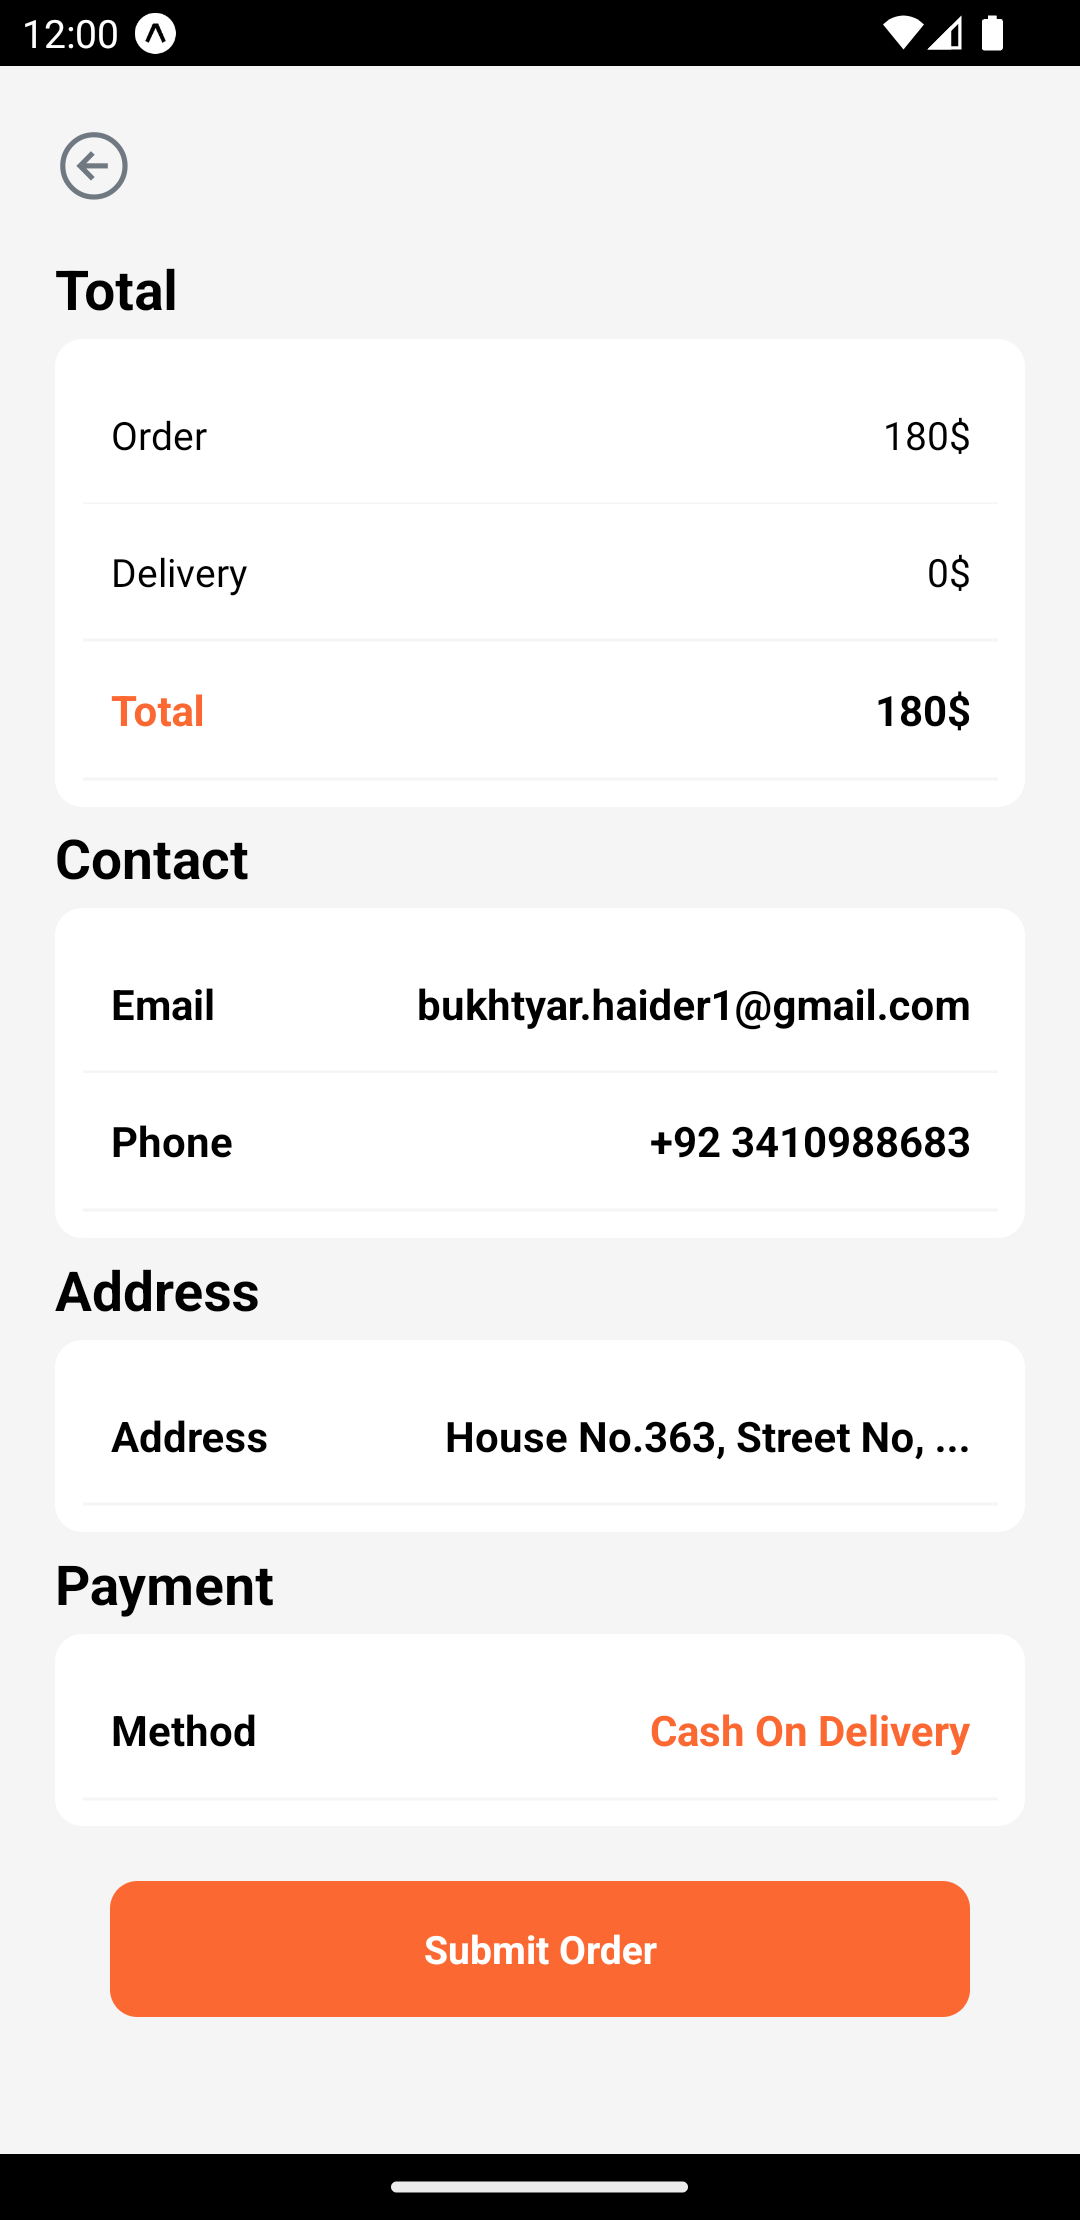 12:00
Total
Order 180$
Delivery 0$
Total 180$
Contact
Email bukhtyar.haider1@gmail.com
Phone +92 3410988683
Address
Address House No.363, Street No, ...
Payment
Method Cash On Delivery
Submit Order